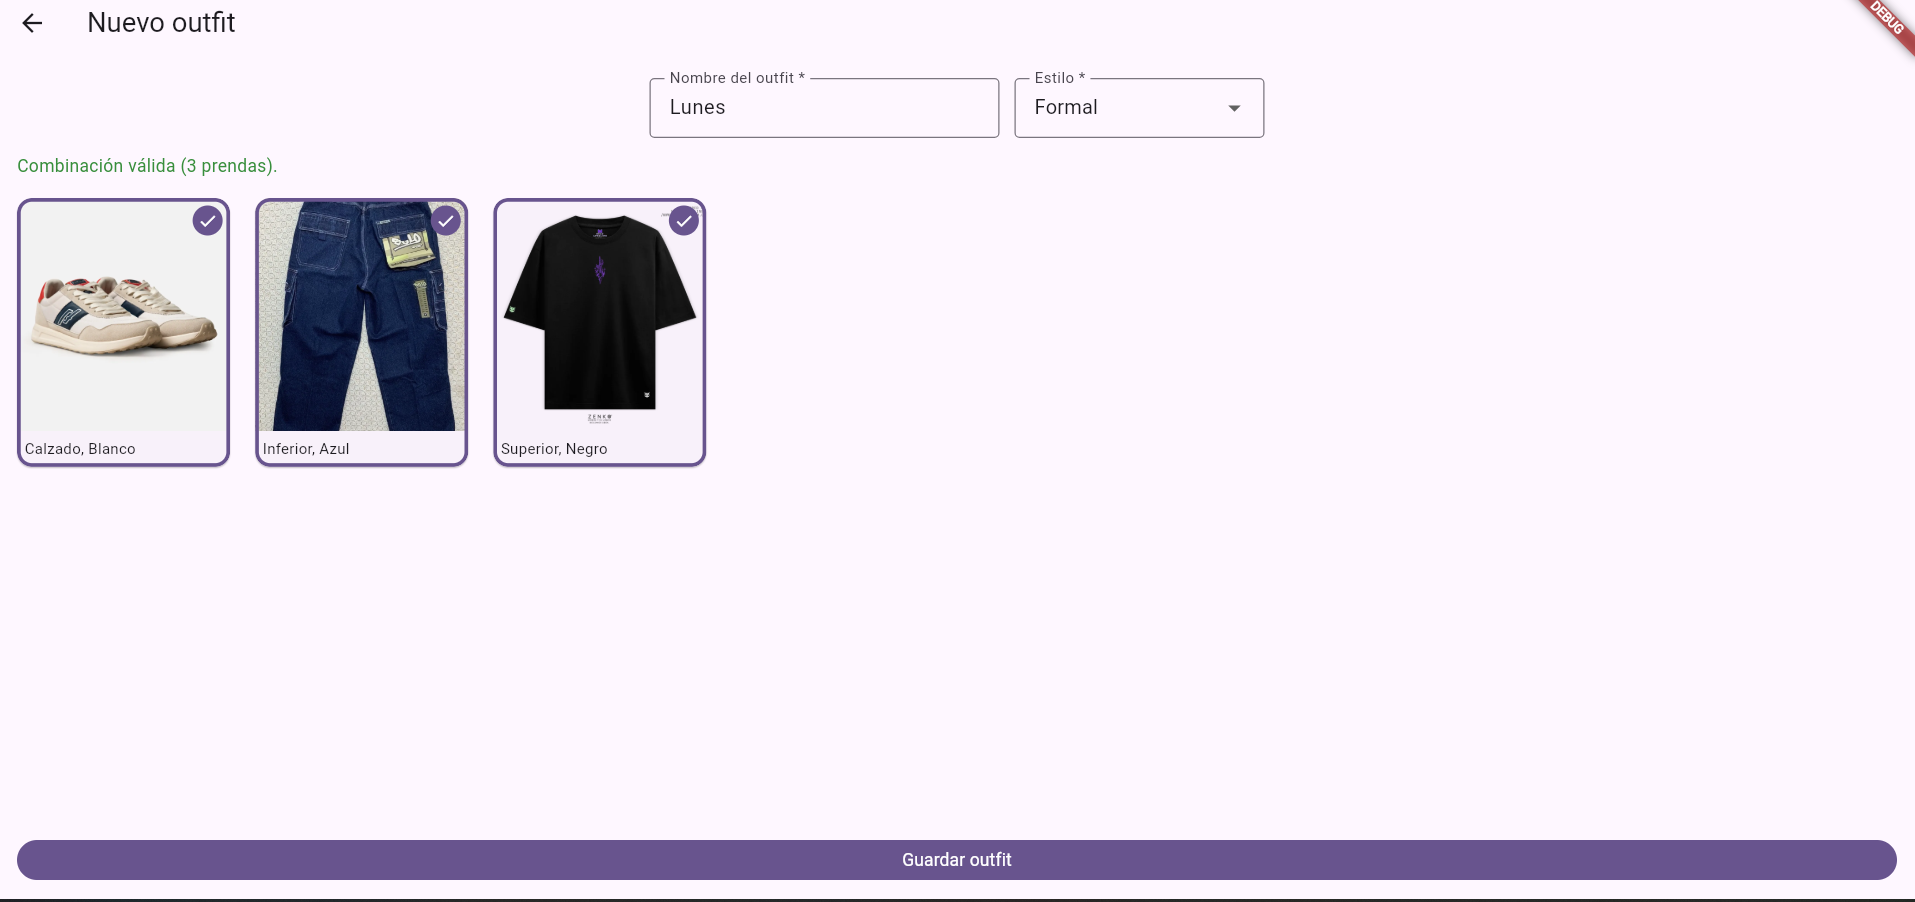 Nuevo outfit
DEBUG
Nombre del outfit *
Lunes
Estilo *
Formal
Combinación válida (3 prendas).
Calzado, Blanco
Inferior, Azul
Superior, Negro
ZENKO
Guardar outfit